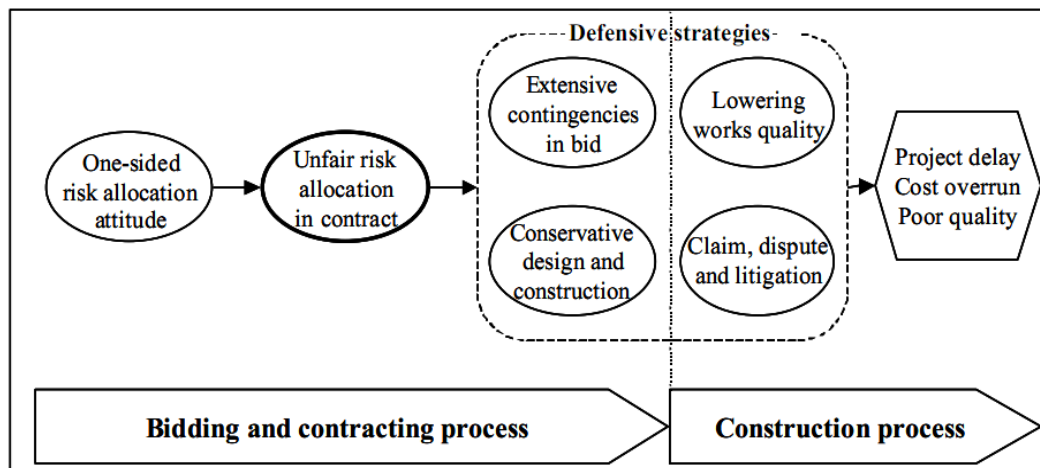 Defensive strategies
One-sided
risk allocation
attitude
Unfair risk
allocation
in contract
Extensive
contingencies
in bid
Conservative
design and
construction
Lowering
works quality
Claim, dispute
and litigation
Project delay
Cost overrun
Poor quality
Bidding and contracting process
Construction process